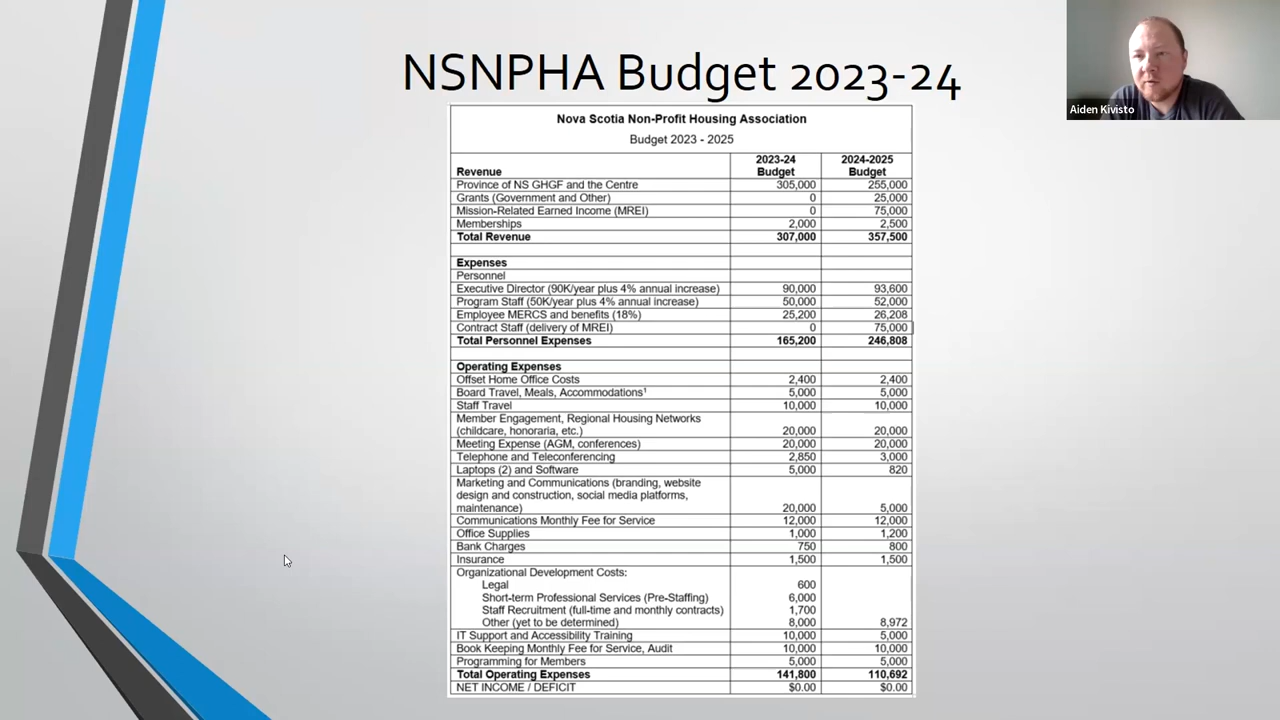 NSNPHA Budget 2023-24
Aiden Kivisto
Nova Scotia Non-Profit Housing Association
Budget 2023 - 2025
Revenue 2023-24 Budget 2024-2025 Budget
Province of NS GHGF and the Centre 305,000 255,000
Grants (Government and Other) 0 25,000
Mission-Related Earned Income (MREI) 0 75,000
Memberships 2,000 2,500
Total Revenue 307,000 357,500
Expenses
Personnel
Executive Director (90K/year plus 4% annual increase) 90,000 93,600
Program Staff (50K/year plus 4% annual increase) 50,000 52,000
Employee MERCS and benefits (18%) 25,200 26,208
Contract Staff (delivery of MREI) 0 75,000
Total Personnel Expenses 165,200 246,808
Operating Expenses
Offset Home Office Costs 2,400 2,400
Board Travel, Meals, Accommodations¹ 5,000 5,000
Staff Travel 10,000 10,000
Member Engagement, Regional Housing Networks
(childcare, honoraria, etc.) 20,000 20,000
Meeting Expense (AGM, conferences) 20,000 20,000
Telephone and Teleconferencing 2,850 3,000
Laptops (2) and Software 5,000 820
Marketing and Communications (branding, website
design and construction, social media platforms,
maintenance) 20,000 5,000
Communications Monthly Fee for Service 12,000 12,000
Office Supplies 1,000 1,200
Bank Charges 750 800
Insurance 1,500 1,500
Organizational Development Costs:
Legal 600
Short-term Professional Services (Pre-Staffing) 6,000
Staff Recruitment (full-time and monthly contracts) 1,700
Other (yet to be determined) 8,000 8,972
IT Support and Accessibility Training 10,000 5,000
Book Keeping Monthly Fee for Service, Audit 10,000 10,000
Programming for Members 5,000 5,000
Total Operating Expenses 141,800 110,692
NET INCOME / DEFICIT $0.00 $0.00